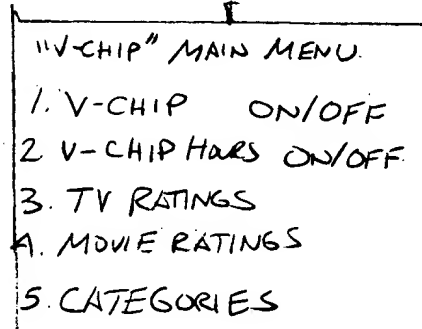 "V-CHIP" MAIN MENU.
1. V-CHIP ON/OFF
2 V-CHIP HOURS ON/OFF.
3. TV RATINGS
4. MOVIE RATINGS
5. CATEGORIES